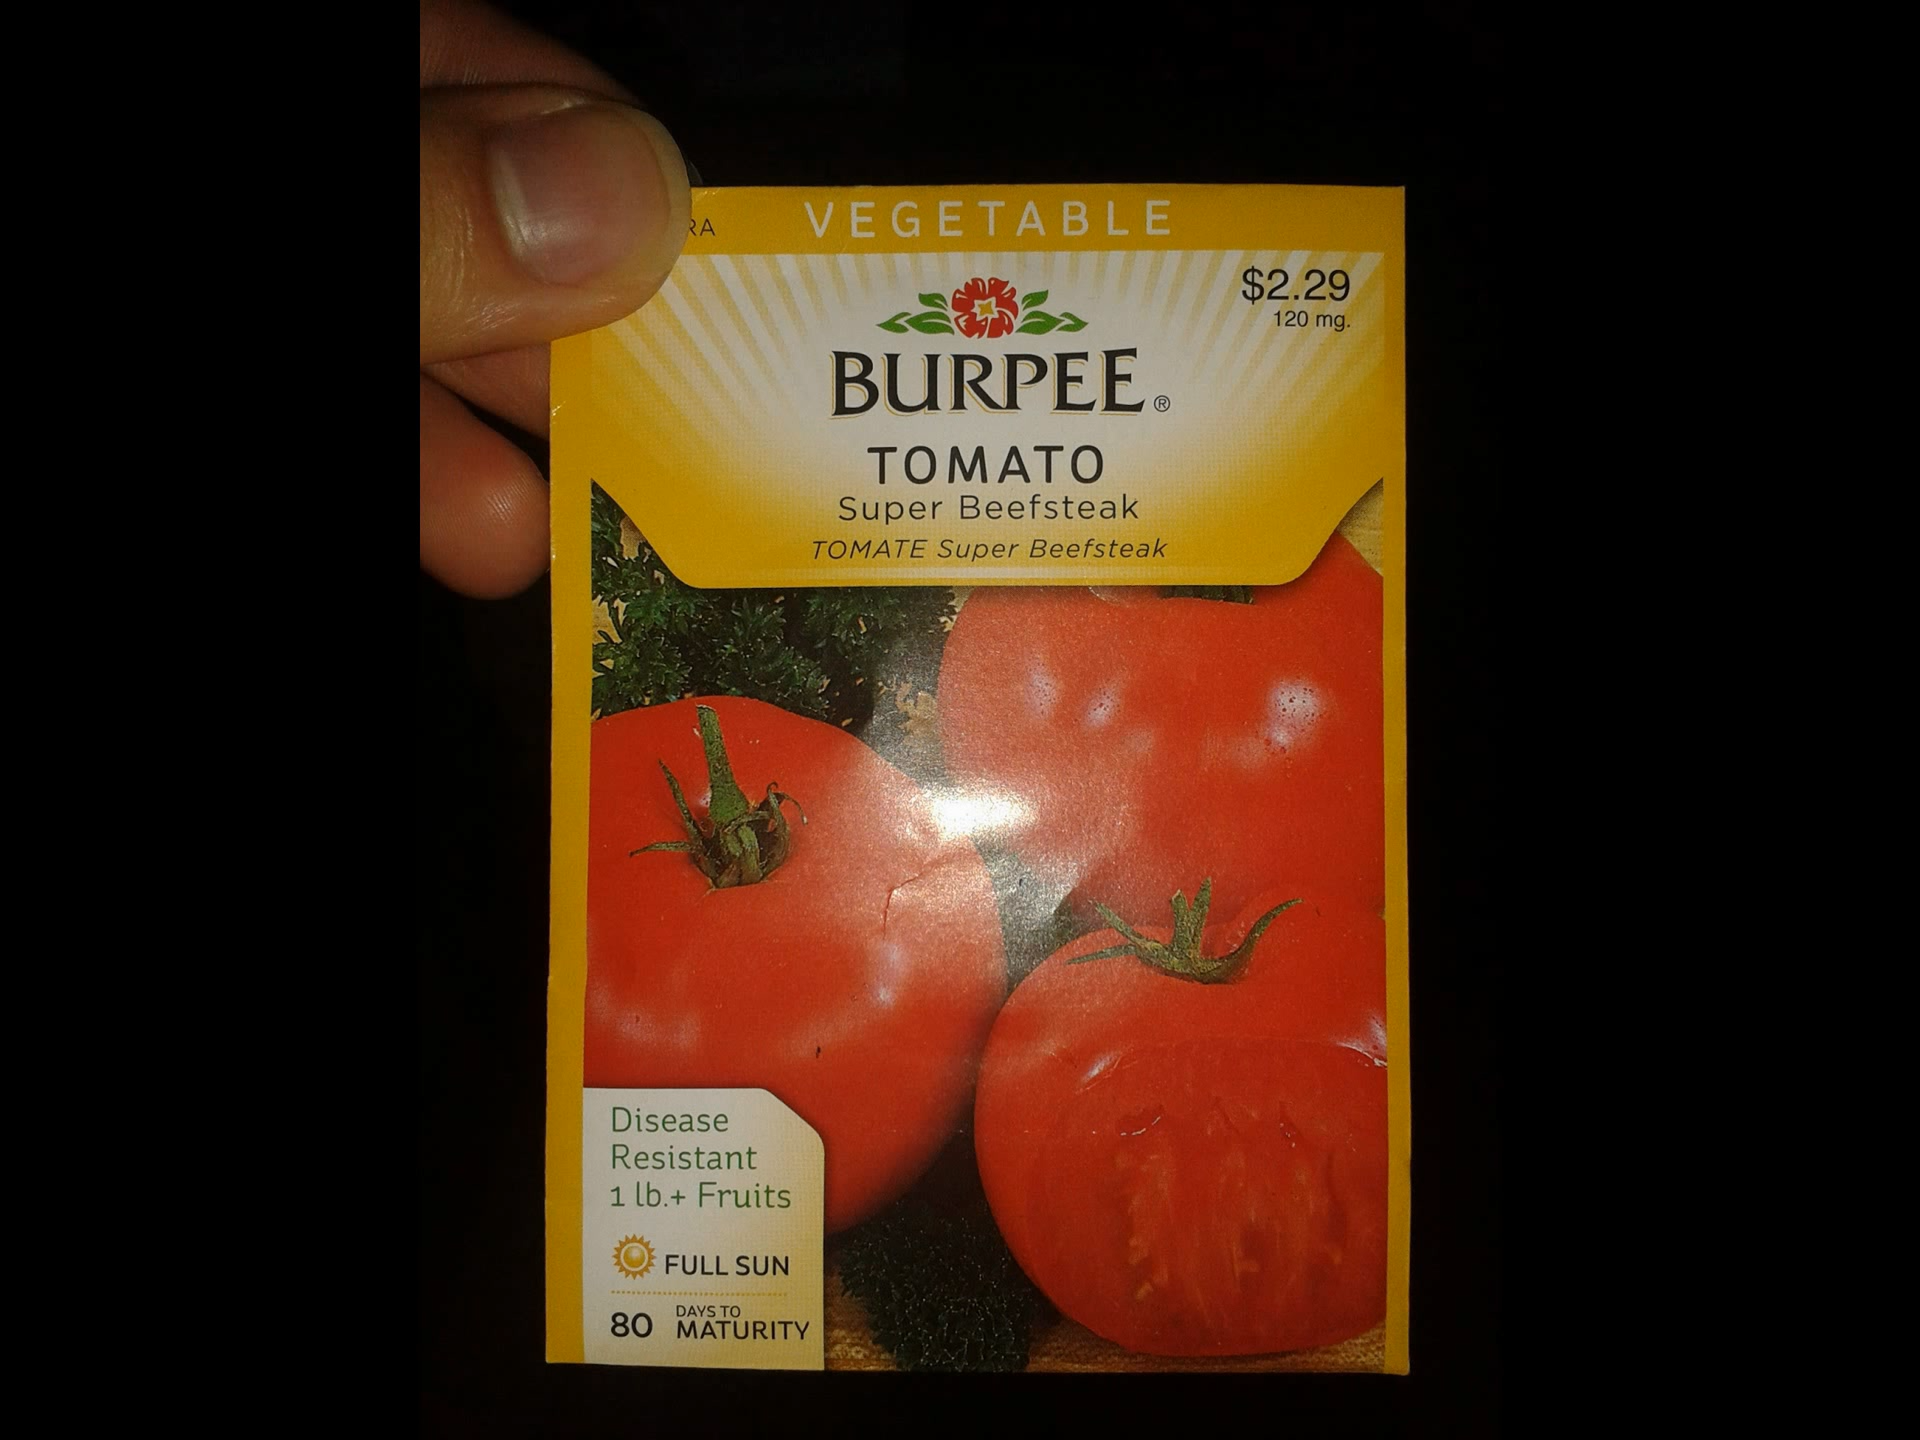 VEGETABLE
$2.29
120 mg.
BURPEE®
TOMATO
Super Beefsteak
TOMATE Super Beefsteak
Disease
Resistant
1 lb.+ Fruits
FULL SUN
80 DAYS TO
MATURITY